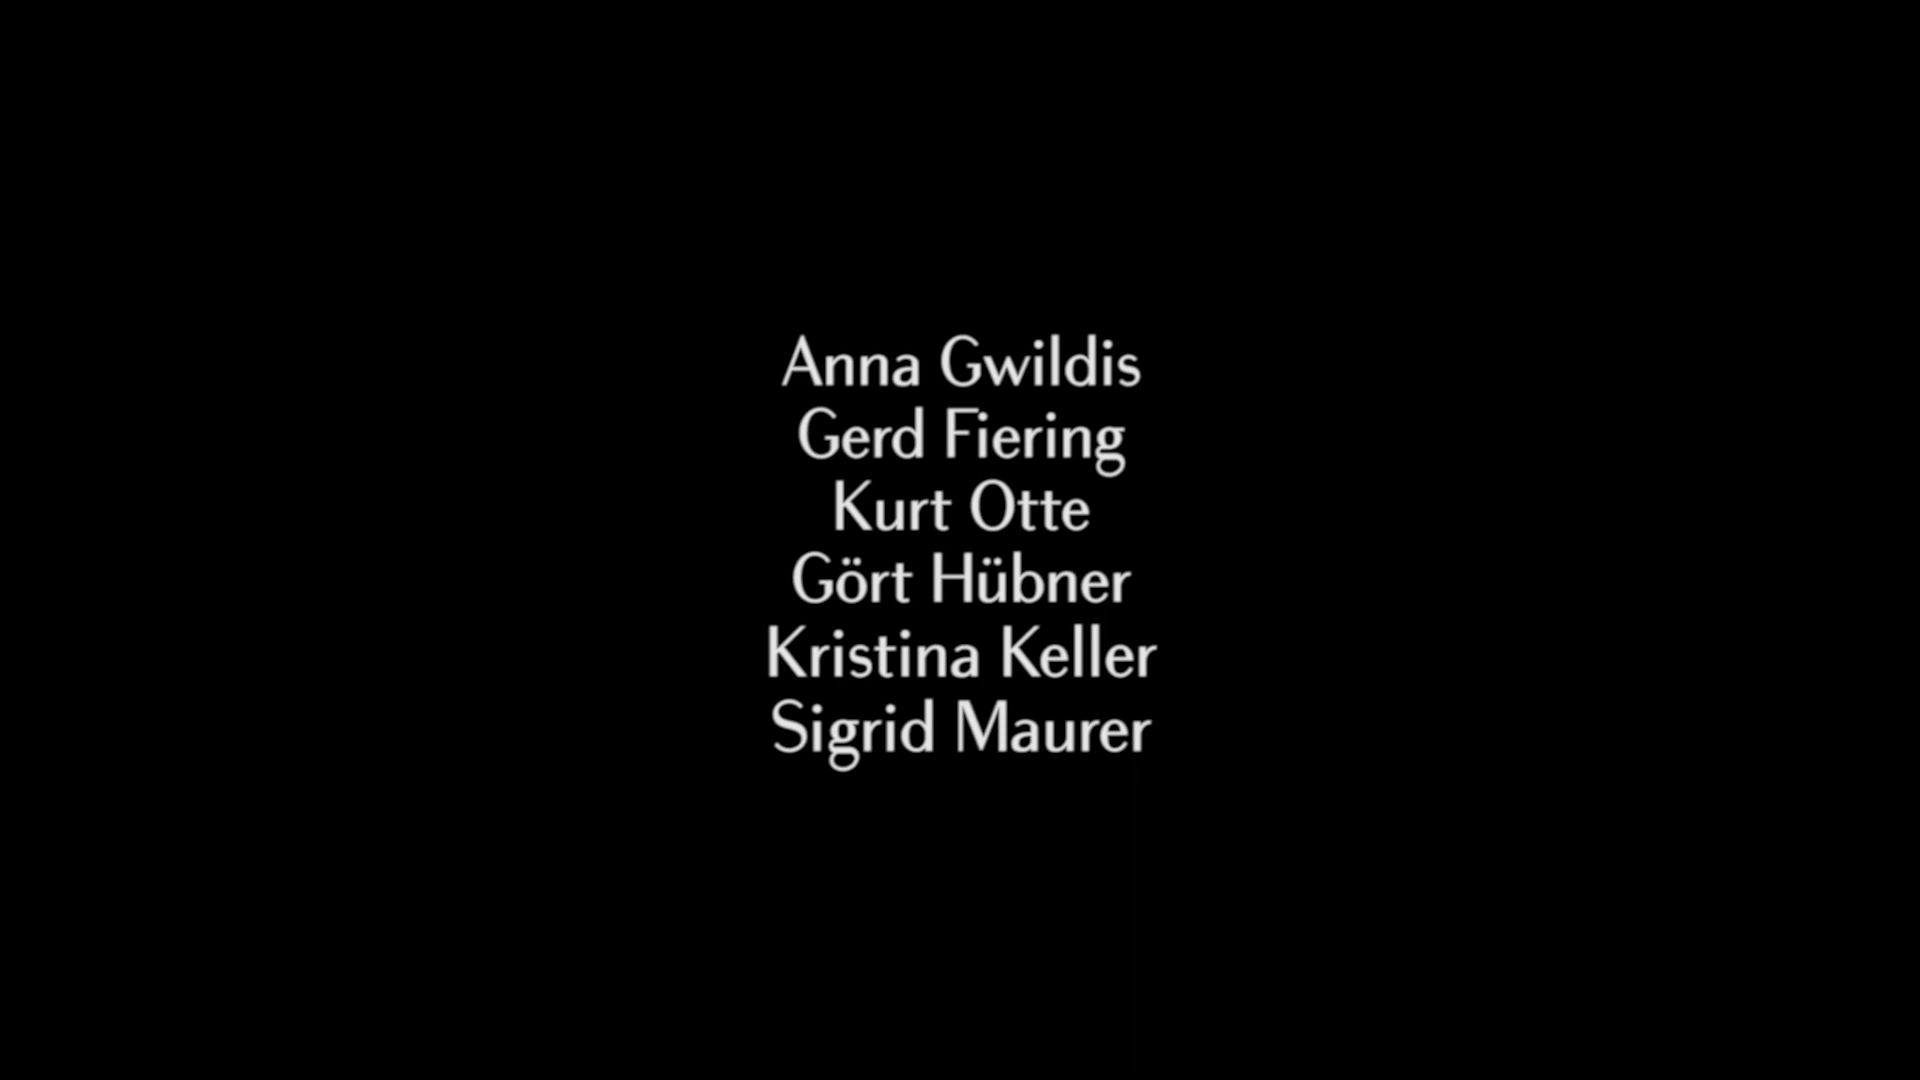 Anna Gwildis
Gerd Fiering
Kurt Otte
Gört Hübner
Kristina Keller
Sigrid Maurer